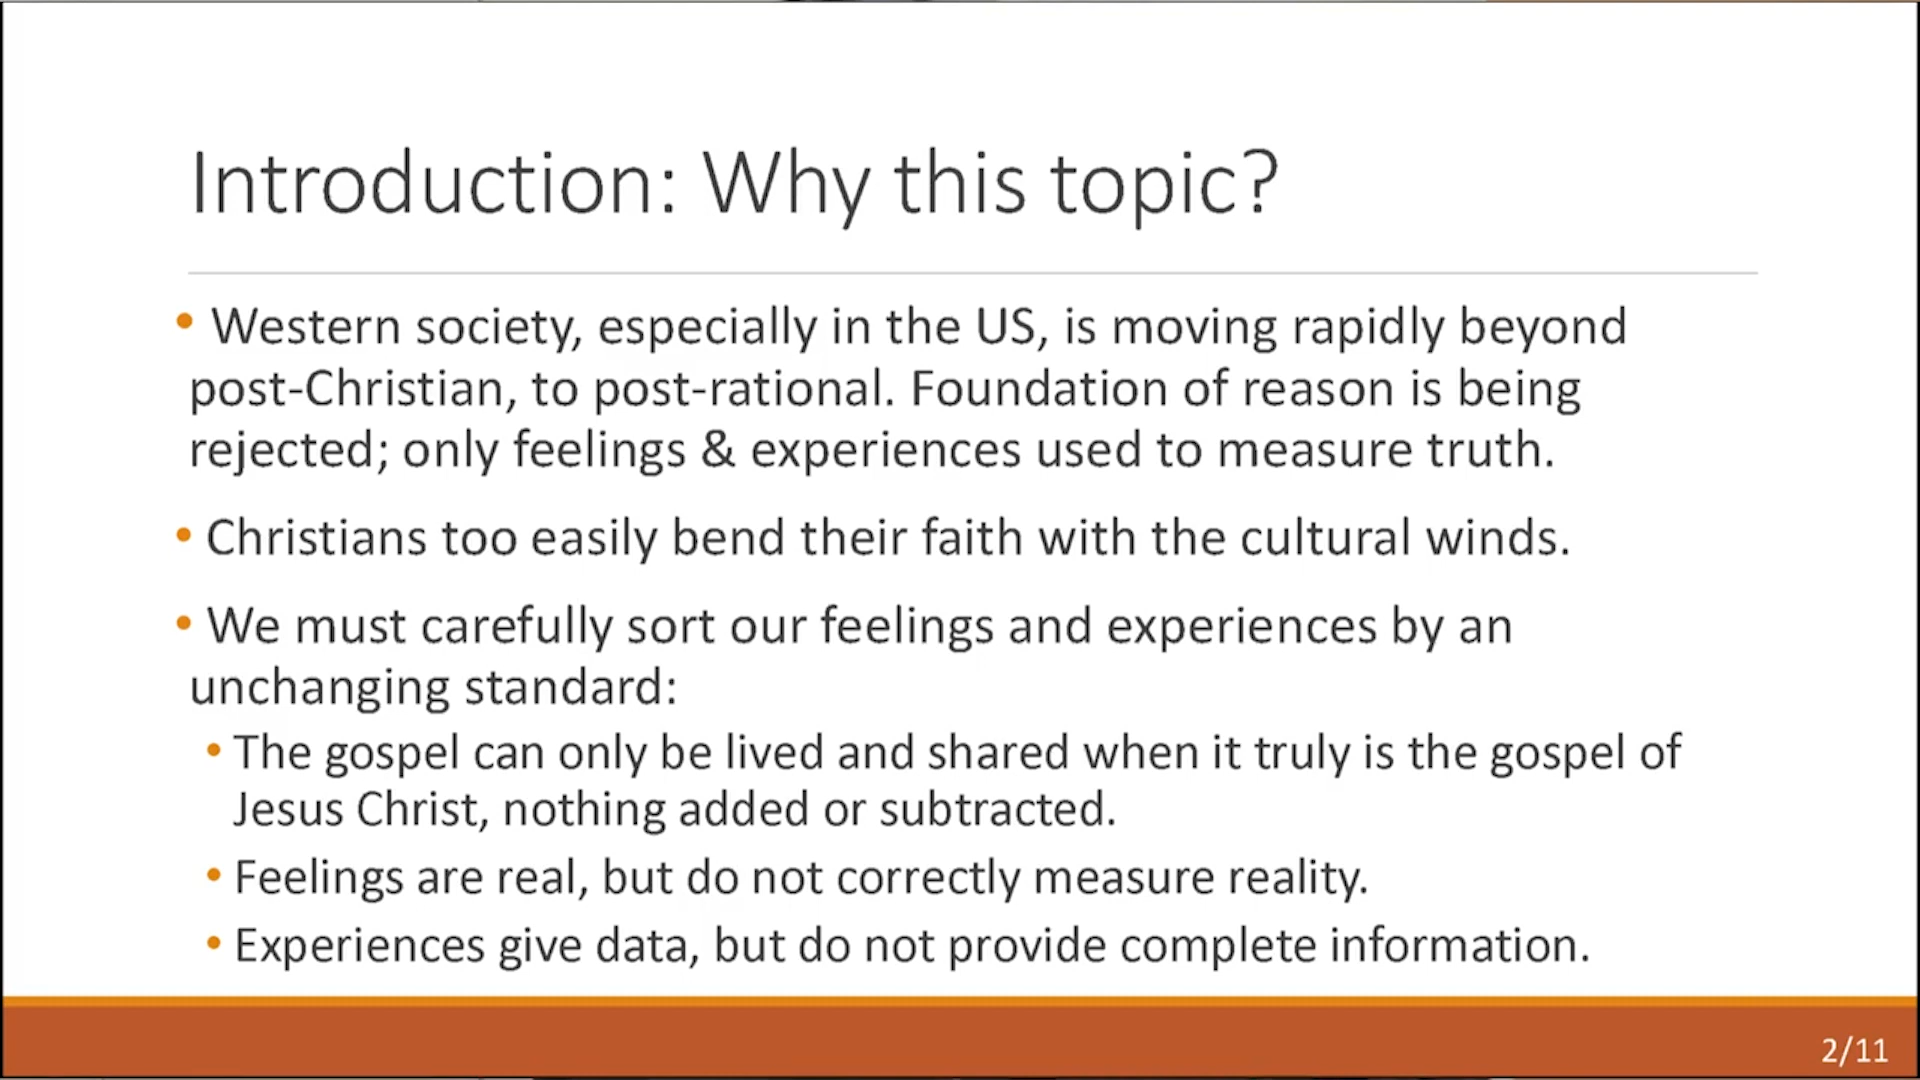 Introduction: Why this topic?
• Western society, especially in the US, is moving rapidly beyond
post-Christian, to post-rational. Foundation of reason is being
rejected; only feelings & experiences used to measure truth.
• Christians too easily bend their faith with the cultural winds.
• We must carefully sort our feelings and experiences by an
unchanging standard:
• The gospel can only be lived and shared when it truly is the gospel of
Jesus Christ, nothing added or subtracted.
• Feelings are real, but do not correctly measure reality.
• Experiences give data, but do not provide complete information.
2/11